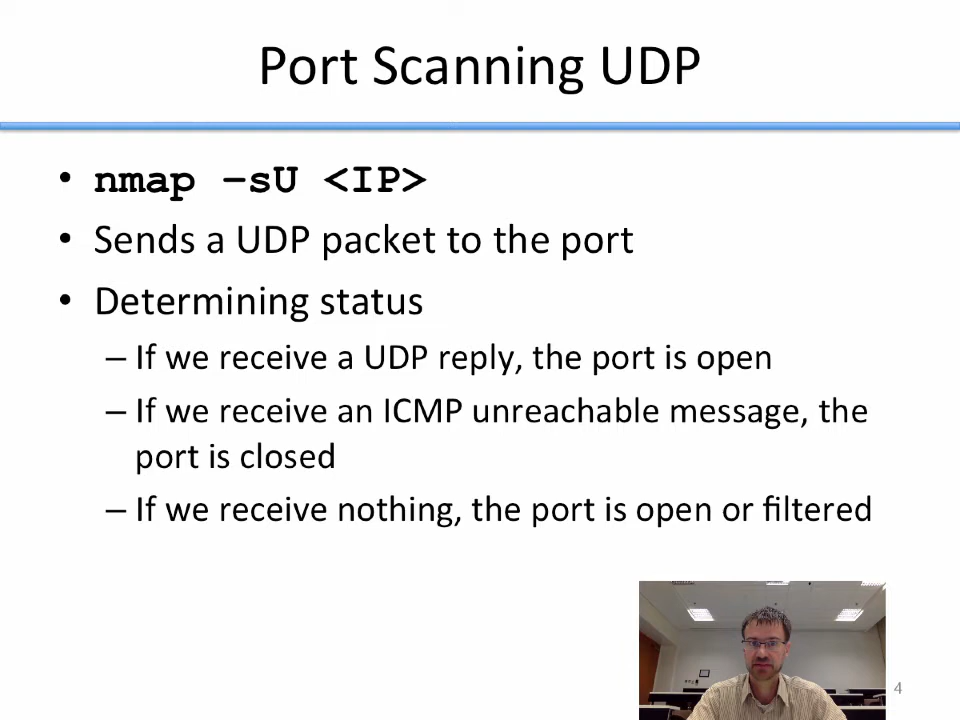 Port Scanning UDP
• nmap –sU <IP>
• Sends a UDP packet to the port
• Determining status
– If we receive a UDP reply, the port is open
– If we receive an ICMP unreachable message, the
port is closed
– If we receive nothing, the port is open or filtered
4